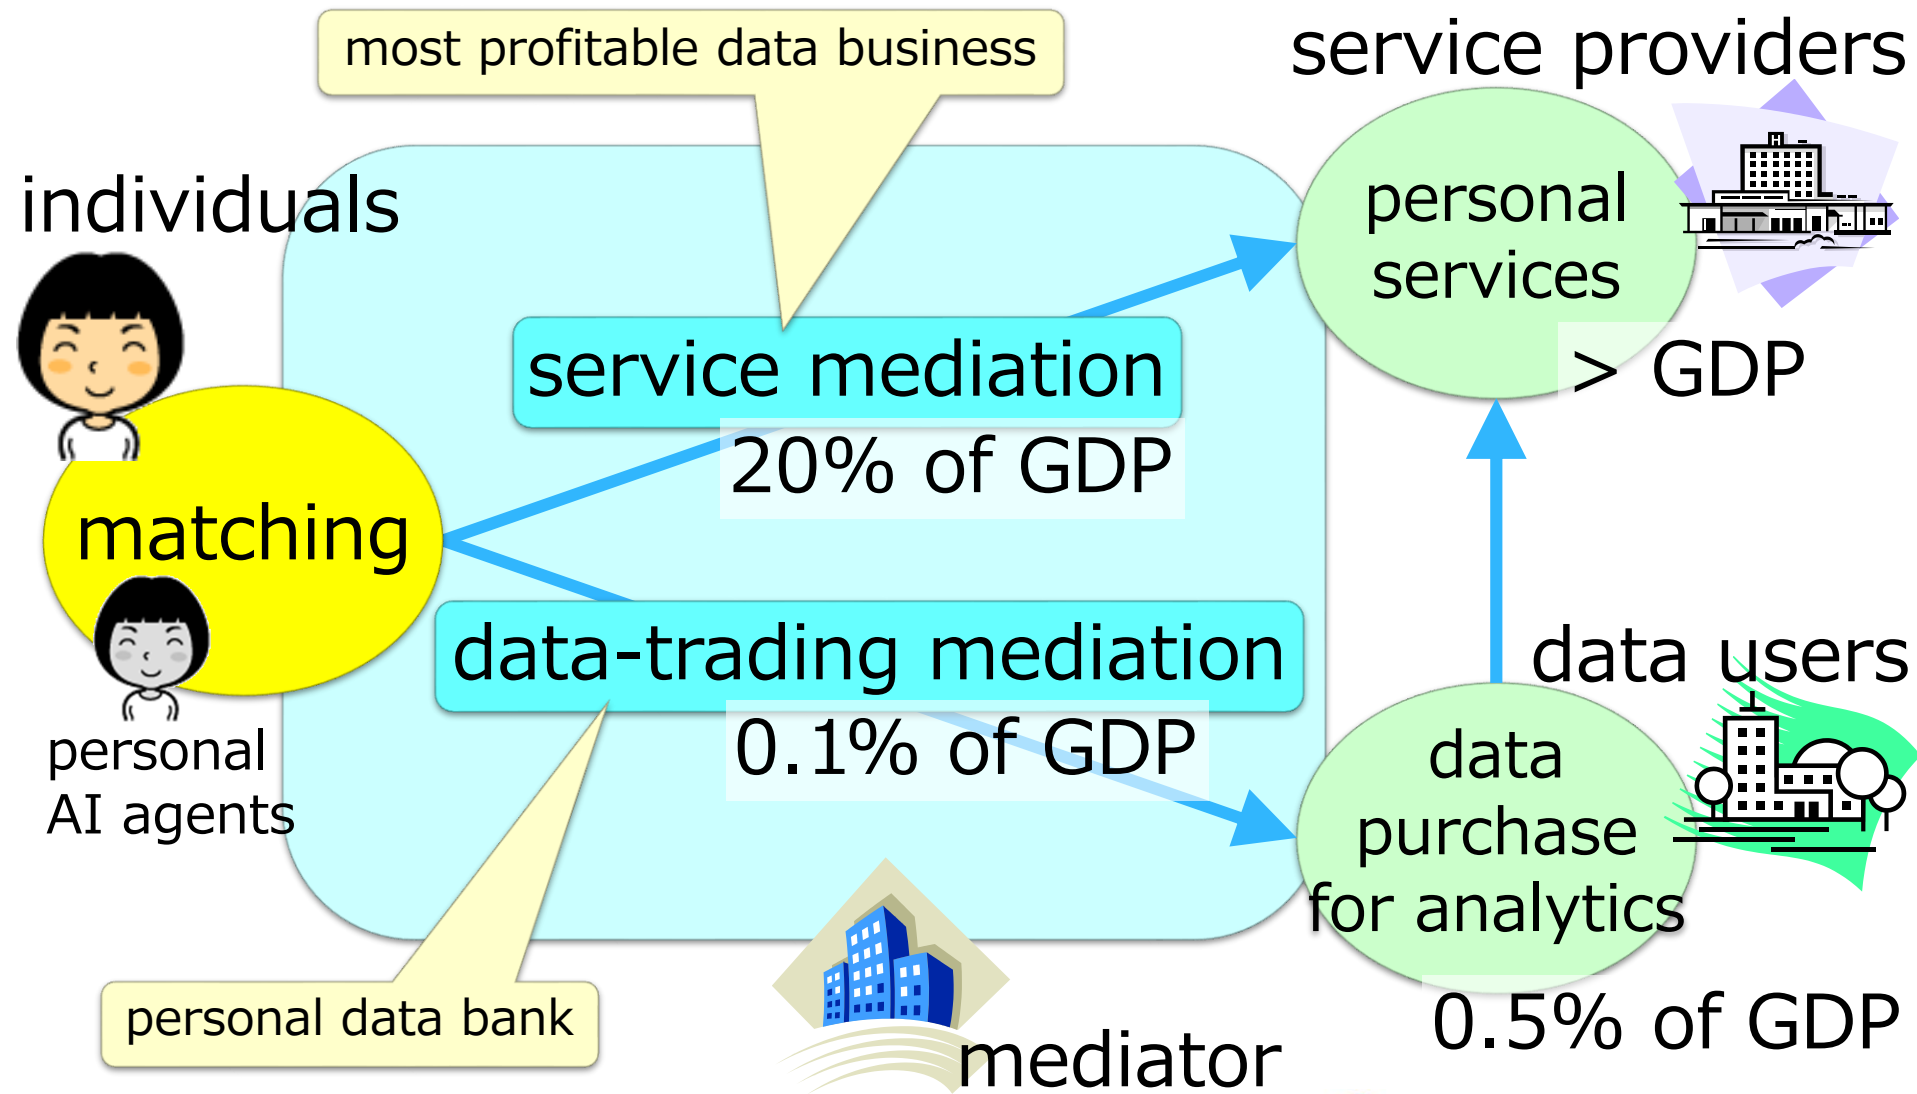 most profitable data business
service providers
individuals
personal
services
> GDP
service mediation
20% of GDP
matching
data-trading mediation
0.1% of GDP
data users
personal
AI agents
data
purchase
for analytics
0.5% of GDP
personal data bank
mediator